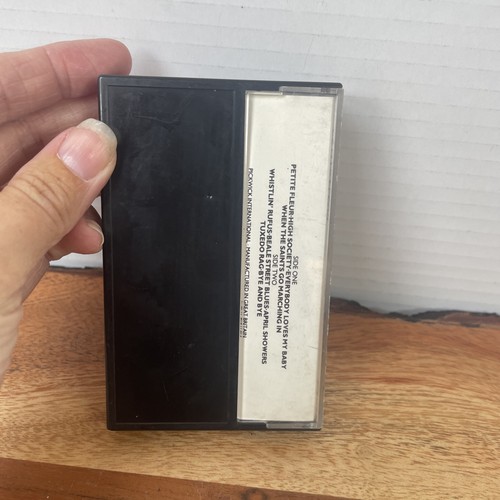 SIDE ONE
PETITE FLEUR·HIGH SOCIETY·EVERYBODY LOVES MY BABY
WHEN THE SAINTS GO MARCHING IN
SIDE TWO
WHISTLIN' RUFUS·BEALE STREET BLUES·APRIL SHOWERS
TUXEDO RAG·BYE AND BYE
PICKWICK INTERNATIONAL. MANUFACTURED IN GREAT BRITAIN.